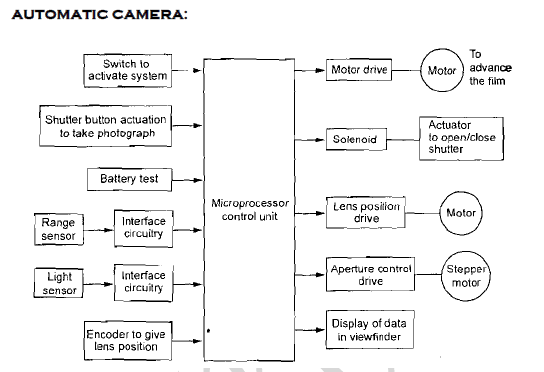 AUTOMATIC CAMERA:
Switch to
activate system
Shutter button actuation
to take photograph
Battery test
Range
sensor
Interface
circuitry
Light
sensor
Interface
circuitry
Encoder to give
lens position
Microprocessor
control unit
Motor drive
Motor
To
advance
the film
Solenoid
Actuator
to open/close
shutter
Lens position
drive
Motor
Aperture control
drive
Stepper
motor
Display of data
in viewfinder